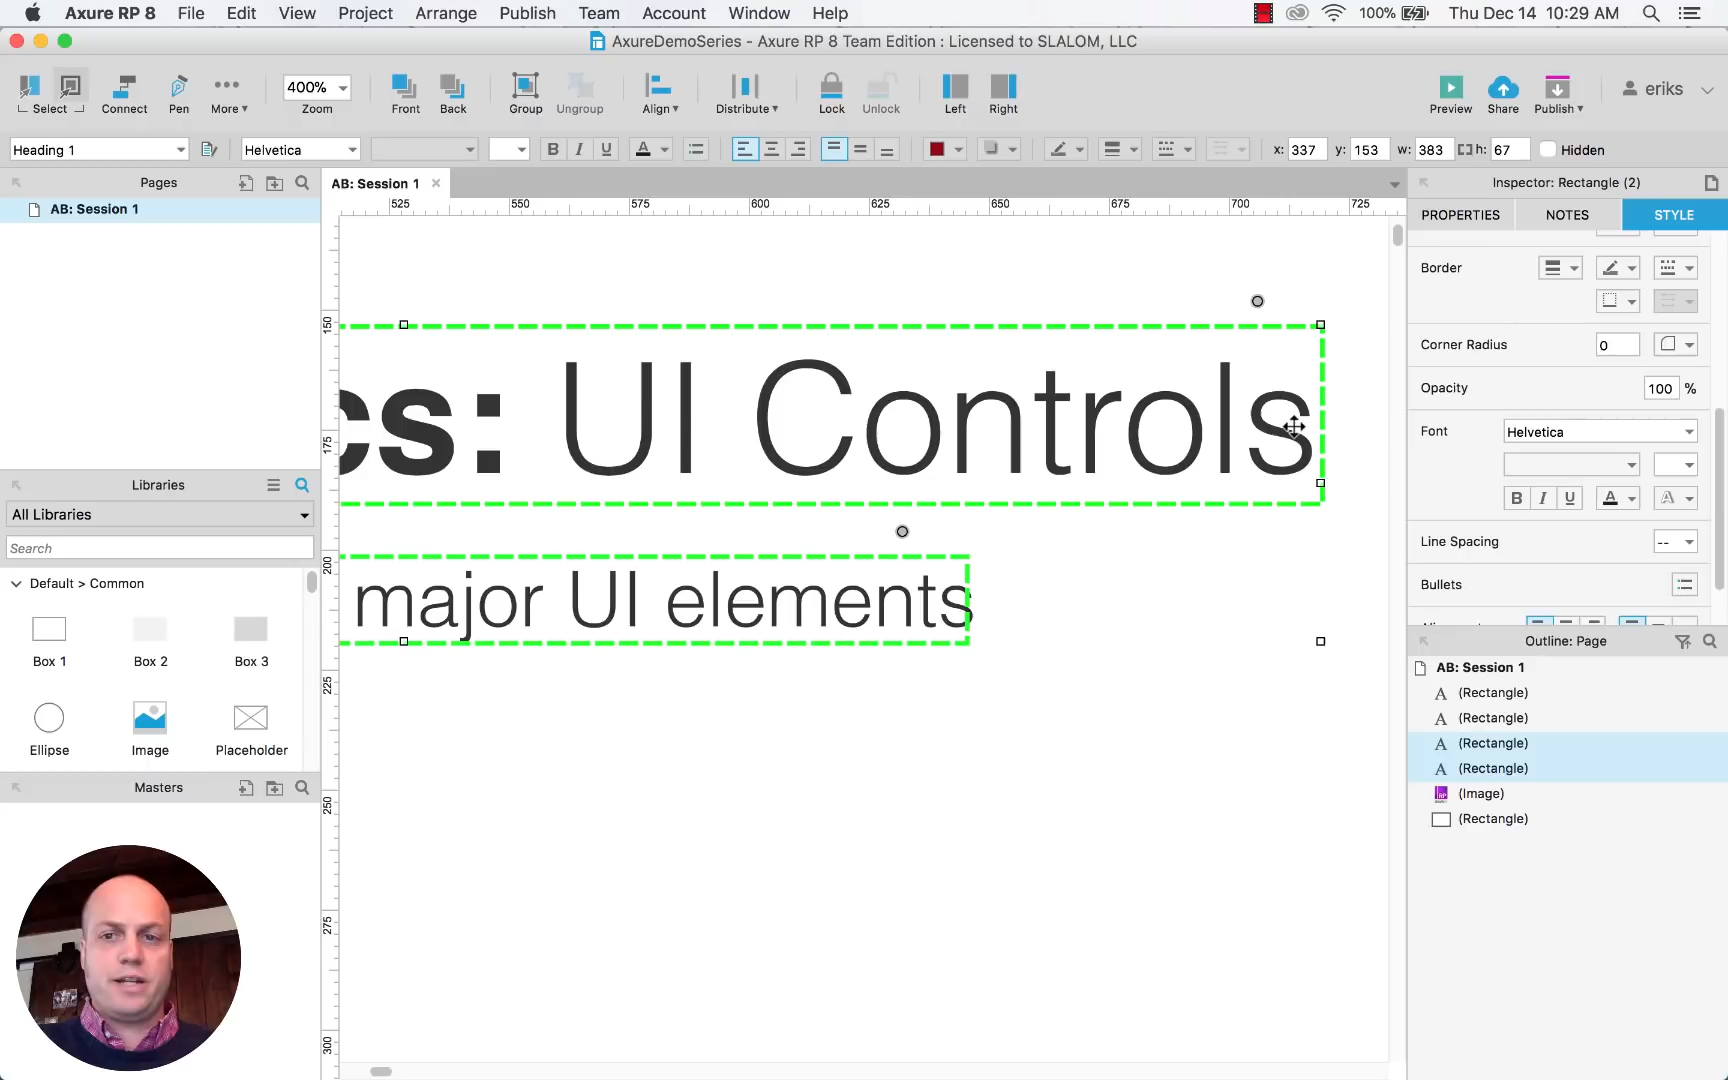 Axure RP 8 File Edit View Project Arrange Publish Team Account Window Help 100% Thu Dec 14 10:29 AM
AxureDemoSeries - Axure RP 8 Team Edition : Licensed to SLALOM, LLC
Select Connect Pen More 400% Zoom Front Back Group Ungroup Align Distribute Lock Unlock Left Right Preview Share Publish eriks
Heading 1 Helvetica B I U A x: 337 y: 153 w: 383 h: 67 Hidden
Pages
AB: Session 1
Libraries
All Libraries
Search
Default > Common
Box 1 Box 2 Box 3
Ellipse Image Placeholder
Masters
AB: Session 1
525 550 575 600 625 650 675 700 725
150
175
200
225
250
275
300
cs: UI Controls
major UI elements
Inspector: Rectangle (2)
PROPERTIES NOTES STYLE
Border
Corner Radius 0
Opacity 100 %
Font Helvetica
B I U A A
Line Spacing --
Bullets
Outline: Page
AB: Session 1
A (Rectangle)
A (Rectangle)
A (Rectangle)
A (Rectangle)
RP (Image)
(Rectangle)